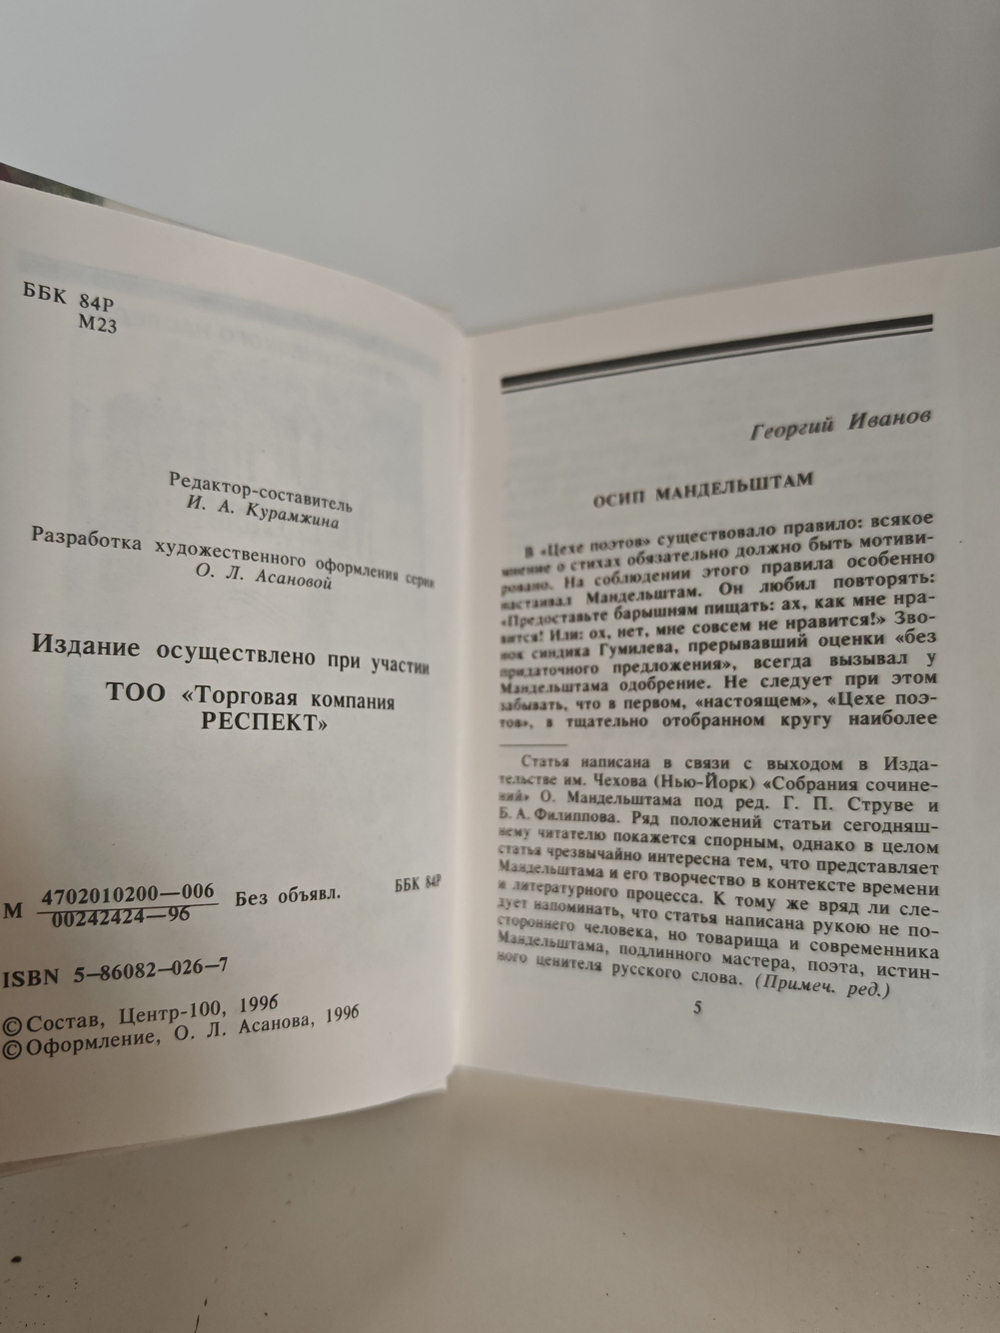 ББК 84Р
М23
Редактор-составитель
И. А. Курамжина
Разработка художественного оформления серии
О. Л. Асановой
Издание осуществлено при участии
ТОО «Торговая компания
РЕСПЕКТ»
М 4702010200—006 Без объявл. ББК 84Р
00242424—96
ISBN 5—86082—026—7
© Состав, Центр-100, 1996
© Оформление, О. Л. Асанова, 1996
Георгий Иванов
ОСИП МАНДЕЛЬШТАМ
В «Цехе поэтов» существовало правило: всякое
мнение о стихах обязательно должно быть мотиви-
ровано. На соблюдении этого правила особенно
настаивал Мандельштам. Он любил повторять:
«Предоставьте барышням пищать: ах, как мне нра-
вится! Или: ох, нет, мне совсем не нравится!» Зво-
нок синдика Гумилева, прерывавший оценки «без
придаточного предложения», всегда вызывал у
Мандельштама одобрение. Не следует при этом
забывать, что в первом, «настоящем», «Цехе поэ-
тов», в тщательно отобранном кругу наиболее
Статья написана в связи с выходом в Изда-
тельстве им. Чехова (Нью-Йорк) «Собрания сочине-
ний» О. Мандельштама под ред. Г. П. Струве и
Б. А. Филиппова. Ряд положений статьи сегодняш-
нему читателю покажется спорным, однако в целом
статья чрезвычайно интересна тем, что представляет
Мандельштама и его творчество в контексте времени
и литературного процесса. К тому же вряд ли сле-
дует напоминать, что статья написана рукою не по-
стороннего человека, но товарища и современника
Мандельштама, подлинного мастера, поэта, истин-
ного ценителя русского слова. (Примеч. ред.)
5